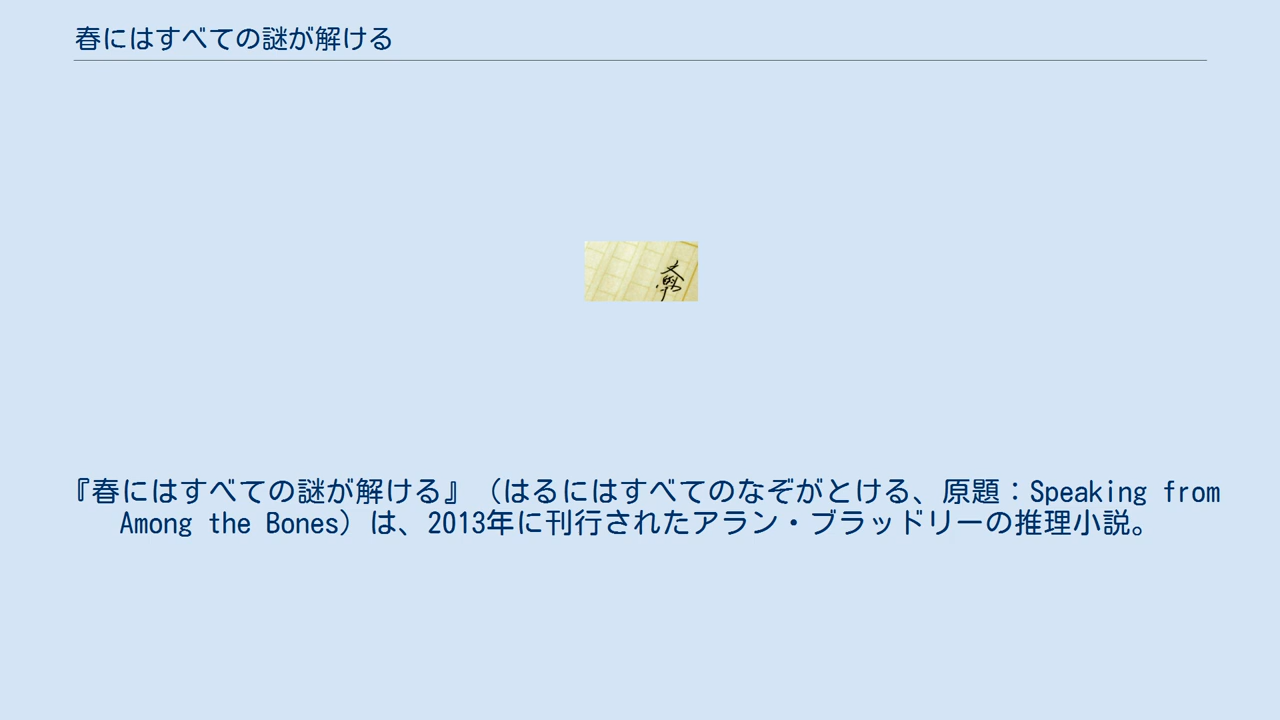 春にはすべての謎が解ける
『春にはすべての謎が解ける』（はるにはすべてのなぞがとける、原題：Speaking from
Among the Bones）は、2013年に刊行されたアラン・ブラッドリーの推理小説。